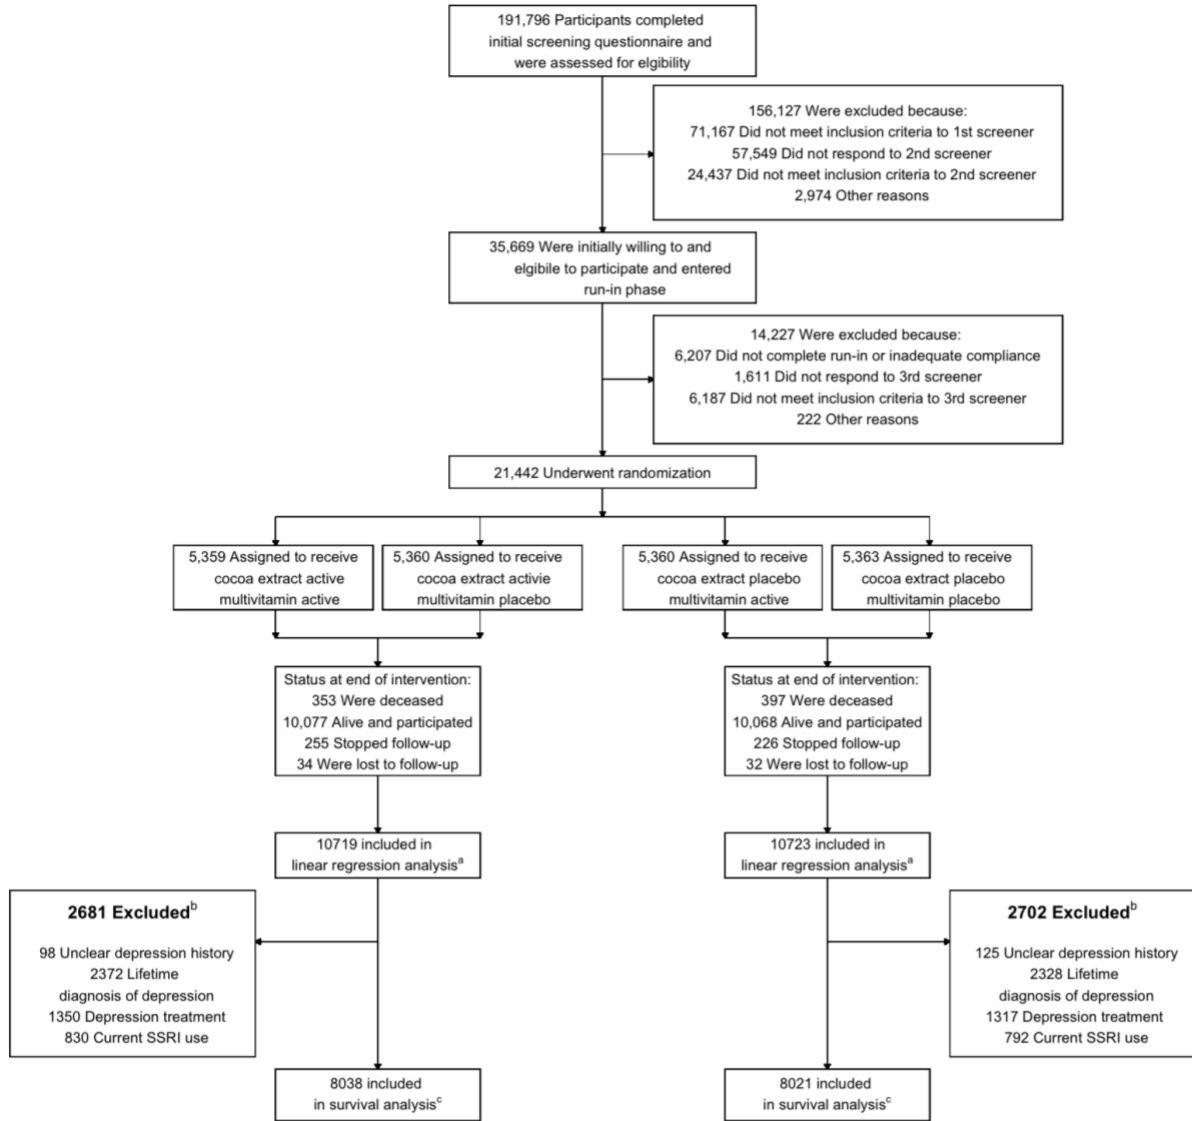 191,796 Participants completed
initial screening questionnaire and
were assessed for elgibility
156,127 Were excluded because:
71,167 Did not meet inclusion criteria to 1st screener
57,549 Did not respond to 2nd screener
24,437 Did not meet inclusion criteria to 2nd screener
2,974 Other reasons
35,669 Were initially willing to and
elgibile to participate and entered
run-in phase
14,227 Were excluded because:
6,207 Did not complete run-in or inadequate compliance
1,611 Did not respond to 3rd screener
6,187 Did not meet inclusion criteria to 3rd screener
222 Other reasons
21,442 Underwent randomization
5,359 Assigned to receive
cocoa extract active
multivitamin active
5,360 Assigned to receive
cocoa extract activie
multivitamin placebo
5,360 Assigned to receive
cocoa extract placebo
multivitamin active
5,363 Assigned to receive
cocoa extract placebo
multivitamin placebo
Status at end of intervention:
353 Were deceased
10,077 Alive and participated
255 Stopped follow-up
34 Were lost to follow-up
Status at end of intervention:
397 Were deceased
10,068 Alive and participated
226 Stopped follow-up
32 Were lost to follow-up
10719 included in
linear regression analysisa
10723 included in
linear regression analysisa
2681 Excludedb
98 Unclear depression history
2372 Lifetime
diagnosis of depression
1350 Depression treatment
830 Current SSRI use
2702 Excludedb
125 Unclear depression history
2328 Lifetime
diagnosis of depression
1317 Depression treatment
792 Current SSRI use
8038 included
in survival analysisc
8021 included
in survival analysisc